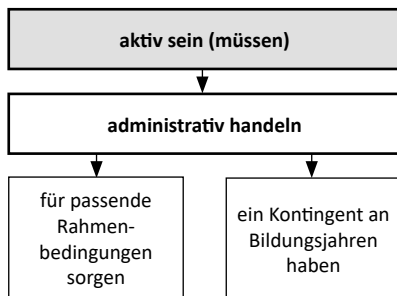 aktiv sein (müssen)
administrativ handeln
für passende
Rahmen-
bedingungen
sorgen
ein Kontingent an
Bildungsjahren
haben